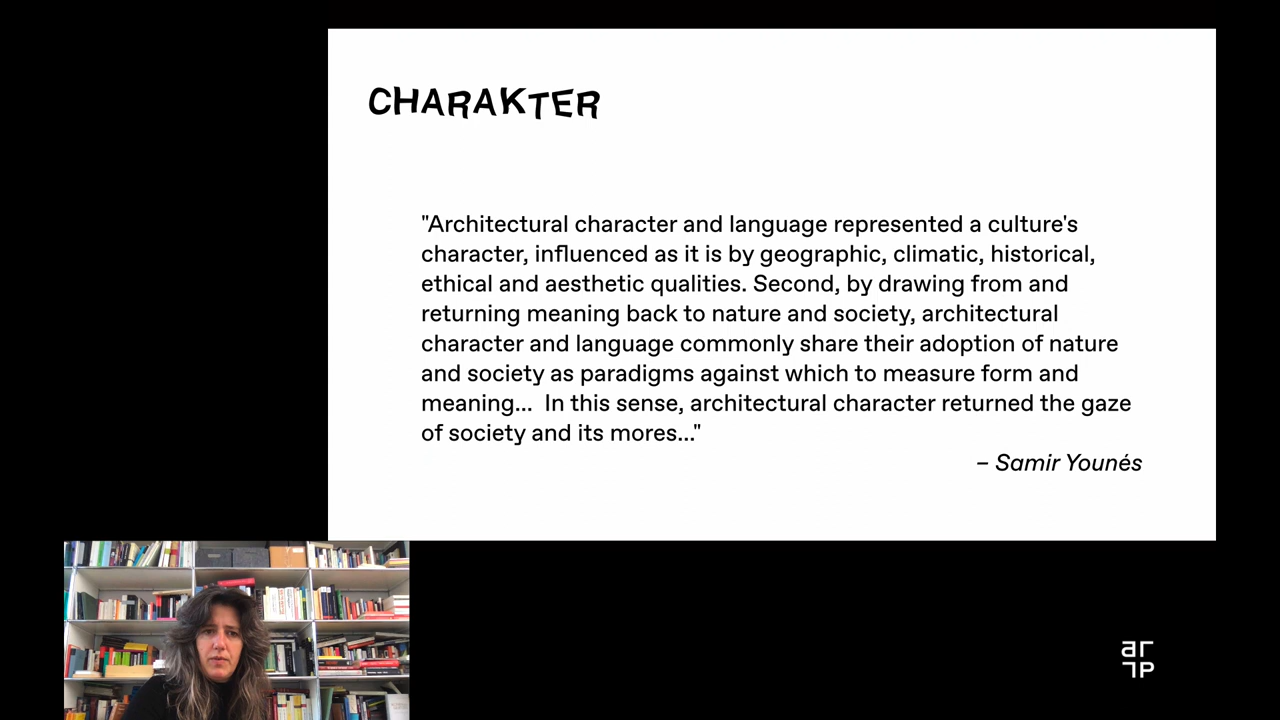 CHARAKTER
"Architectural character and language represented a culture's
character, influenced as it is by geographic, climatic, historical,
ethical and aesthetic qualities. Second, by drawing from and
returning meaning back to nature and society, architectural
character and language commonly share their adoption of nature
and society as paradigms against which to measure form and
meaning...  In this sense, architectural character returned the gaze
of society and its mores..."
– Samir Younés